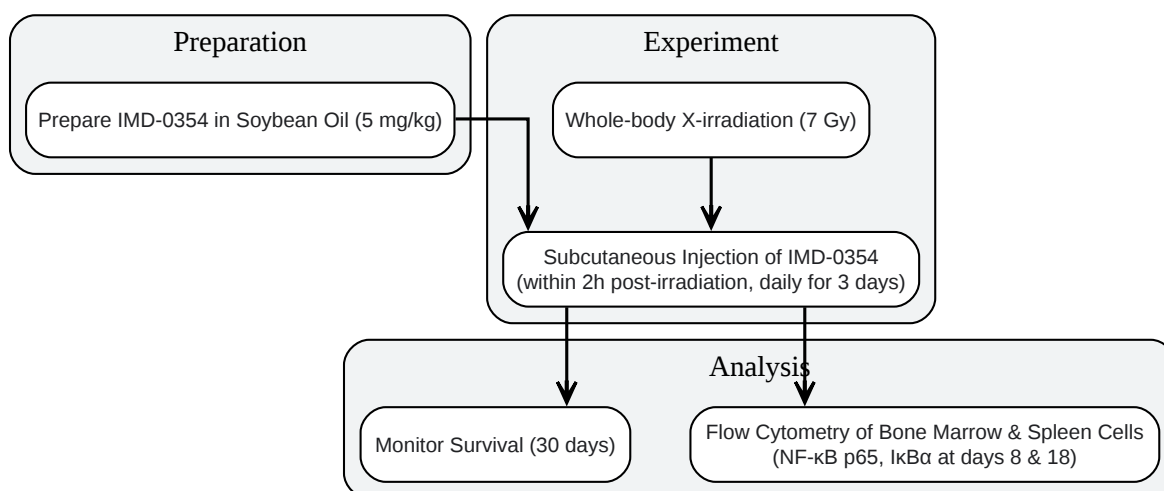 Preparation
Prepare IMD-0354 in Soybean Oil (5 mg/kg)
Experiment
Whole-body X-irradiation (7 Gy)
Subcutaneous Injection of IMD-0354
(within 2h post-irradiation, daily for 3 days)
Analysis
Monitor Survival (30 days)
Flow Cytometry of Bone Marrow & Spleen Cells
(NF-κB p65, IκBα at days 8 & 18)